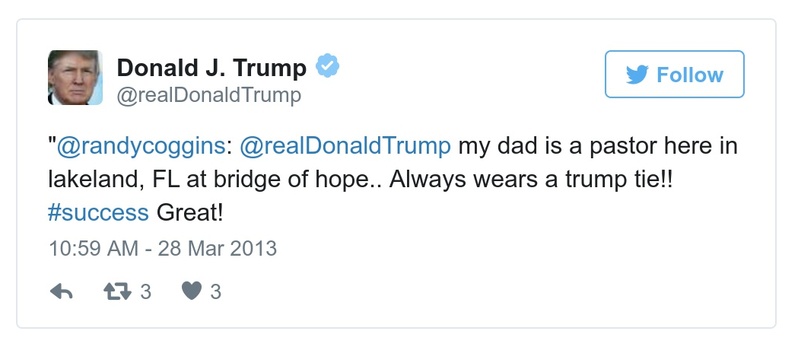 Donald J. Trump
@realDonaldTrump
Follow
"@randycoggins: @realDonaldTrump my dad is a pastor here in
lakeland, FL at bridge of hope.. Always wears a trump tie!!
#success Great!
10:59 AM - 28 Mar 2013
3 3